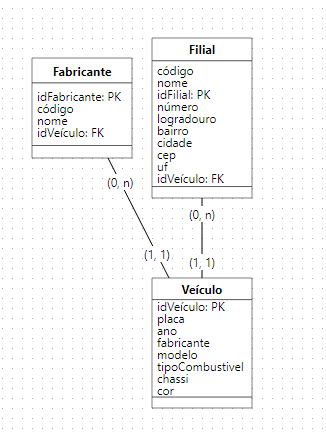 Fabricante
idFabricante: PK
código
nome
idVeículo: FK
Filial
código
nome
idFilial: PK
número
logradouro
bairro
cidade
cep
uf
idVeículo: FK
(0, n)
(0, n)
(1, 1)
(1, 1)
Veículo
idVeículo: PK
placa
ano
fabricante
modelo
tipoCombustivel
chassi
cor